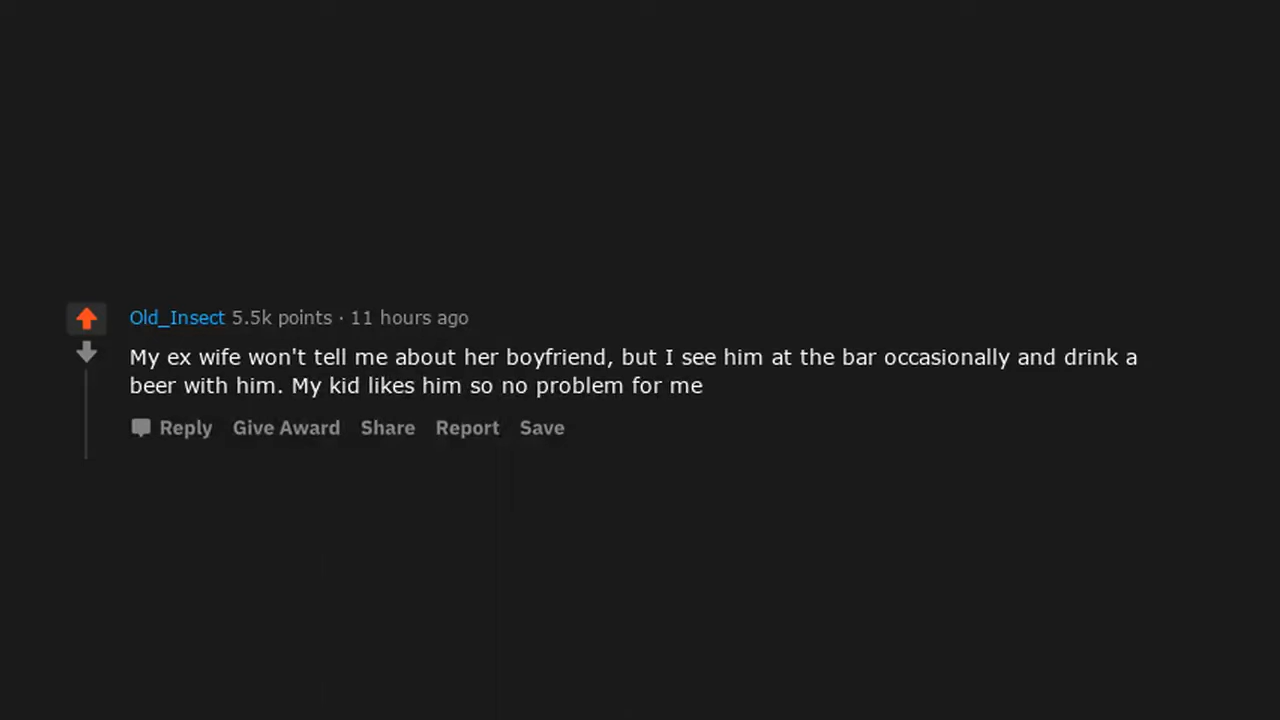 Old_Insect 5.5k points · 11 hours ago
My ex wife won't tell me about her boyfriend, but I see him at the bar occasionally and drink a
beer with him. My kid likes him so no problem for me
Reply Give Award Share Report Save